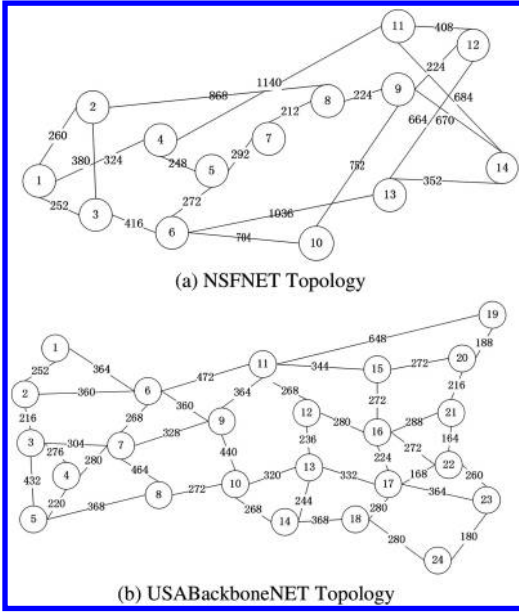 11 408 12
1140 224
868 8 9 684
2 212 224 664 670
260 4 7
380 324 248 5 292 14
1 272 752 13 352
252 3 416 6 1036
704 10
(a) NSFNET Topology
19
648 188
1 11 344 15 272 20
252 364 472
2 360 6 364 268 272 216
216 268 360 9 12 280 16 288 21
3 304 7 328 236 272 164
276 280 440 224 22
4 464 320 13 332 168 260
432 220 8 272 10 17 364 23
5 368 268 244 280
14 368 18 180
280
24
(b) USABackboneNET Topology